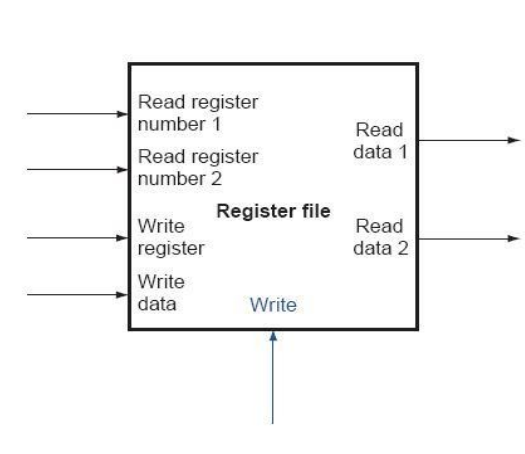 Read register
number 1
Read
data 1
Read register
number 2
Register file
Write
register
Read
data 2
Write
data
Write